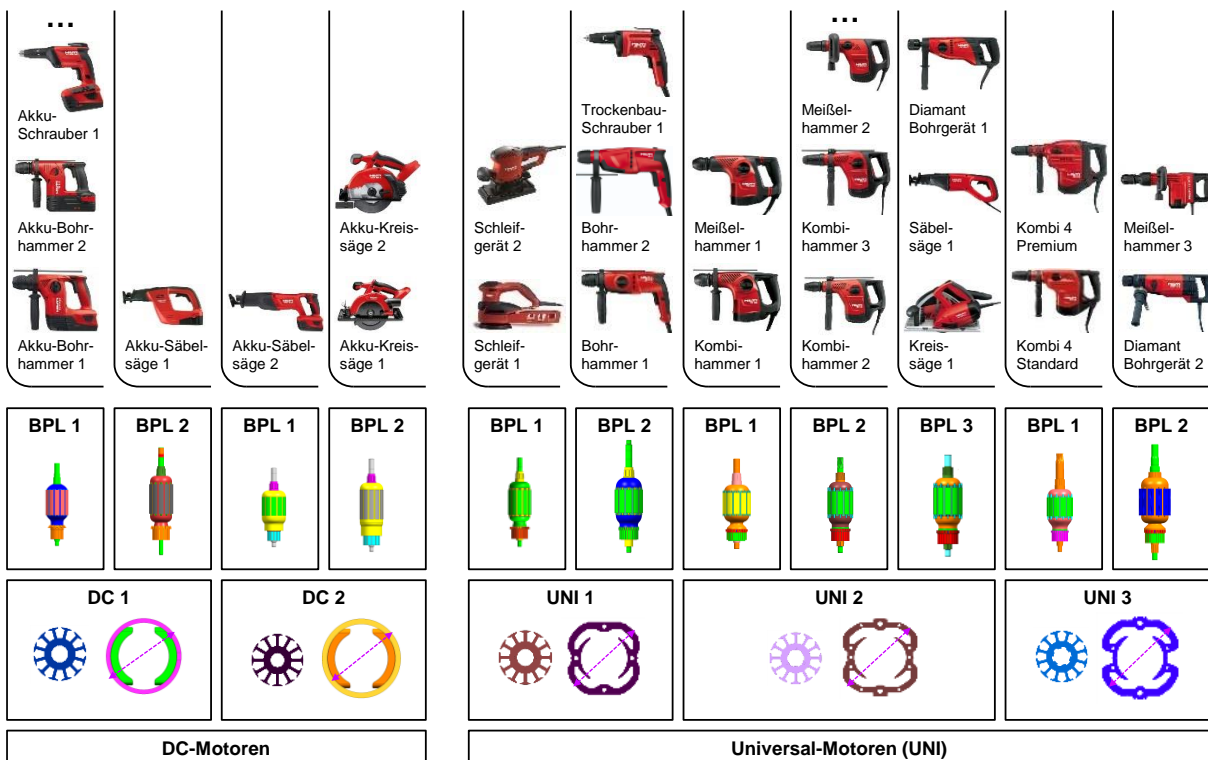 ...
...
Akku-
Schrauber 1
Trockenbau-
Schrauber 1
Meißel-
hammer 2
Diamant
Bohrgerät 1
Akku-Bohr-
hammer 2
Akku-Kreis-
säge 2
Schleif-
gerät 2
Bohr-
hammer 2
Meißel-
hammer 1
Kombi-
hammer 3
Säbel-
säge 1
Kombi 4
Premium
Meißel-
hammer 3
Akku-Bohr-
hammer 1
Akku-Säbel-
säge 1
Akku-Säbel-
säge 2
Akku-Kreis-
säge 1
Schleif-
gerät 1
Bohr-
hammer 1
Kombi-
hammer 1
Kombi-
hammer 2
Kreis-
säge 1
Kombi 4
Standard
Diamant
Bohrgerät 2
BPL 1
BPL 2
BPL 1
BPL 2
BPL 1
BPL 2
BPL 1
BPL 2
BPL 3
BPL 1
BPL 2
DC 1
DC 2
UNI 1
UNI 2
UNI 3
DC-Motoren
Universal-Motoren (UNI)